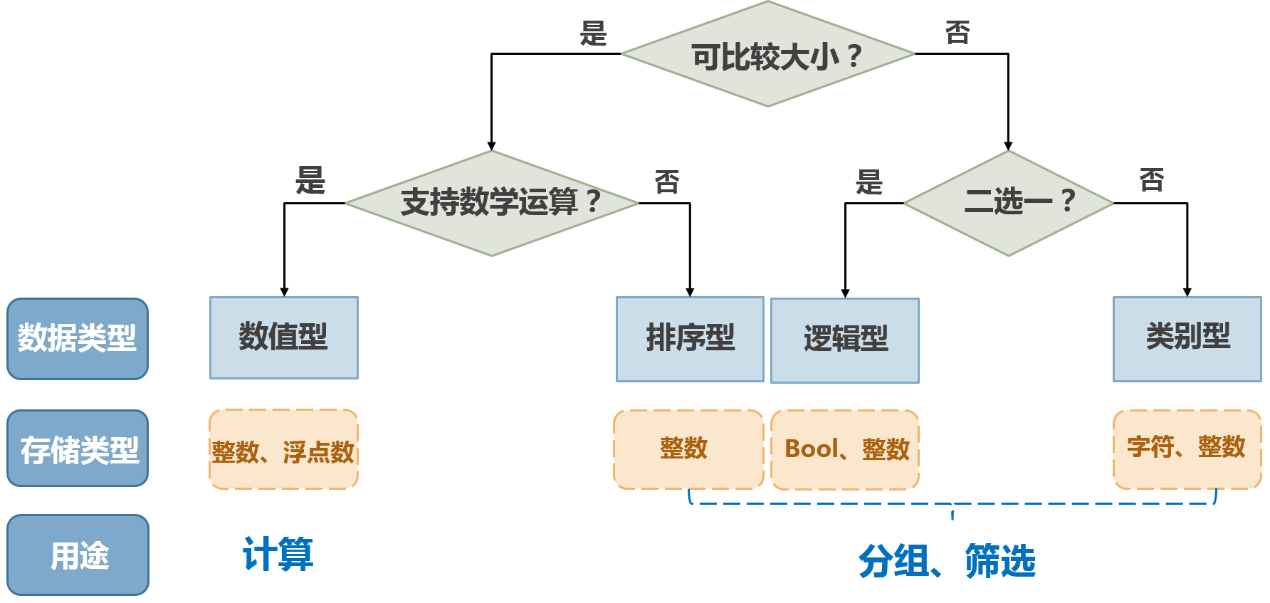 可比较大小？
是
否
支持数学运算？
是
否
二选一？
是
否
数据类型
数值型
排序型
逻辑型
类别型
存储类型
整数、浮点数
整数
Bool、整数
字符、整数
用途
计算
分组、筛选